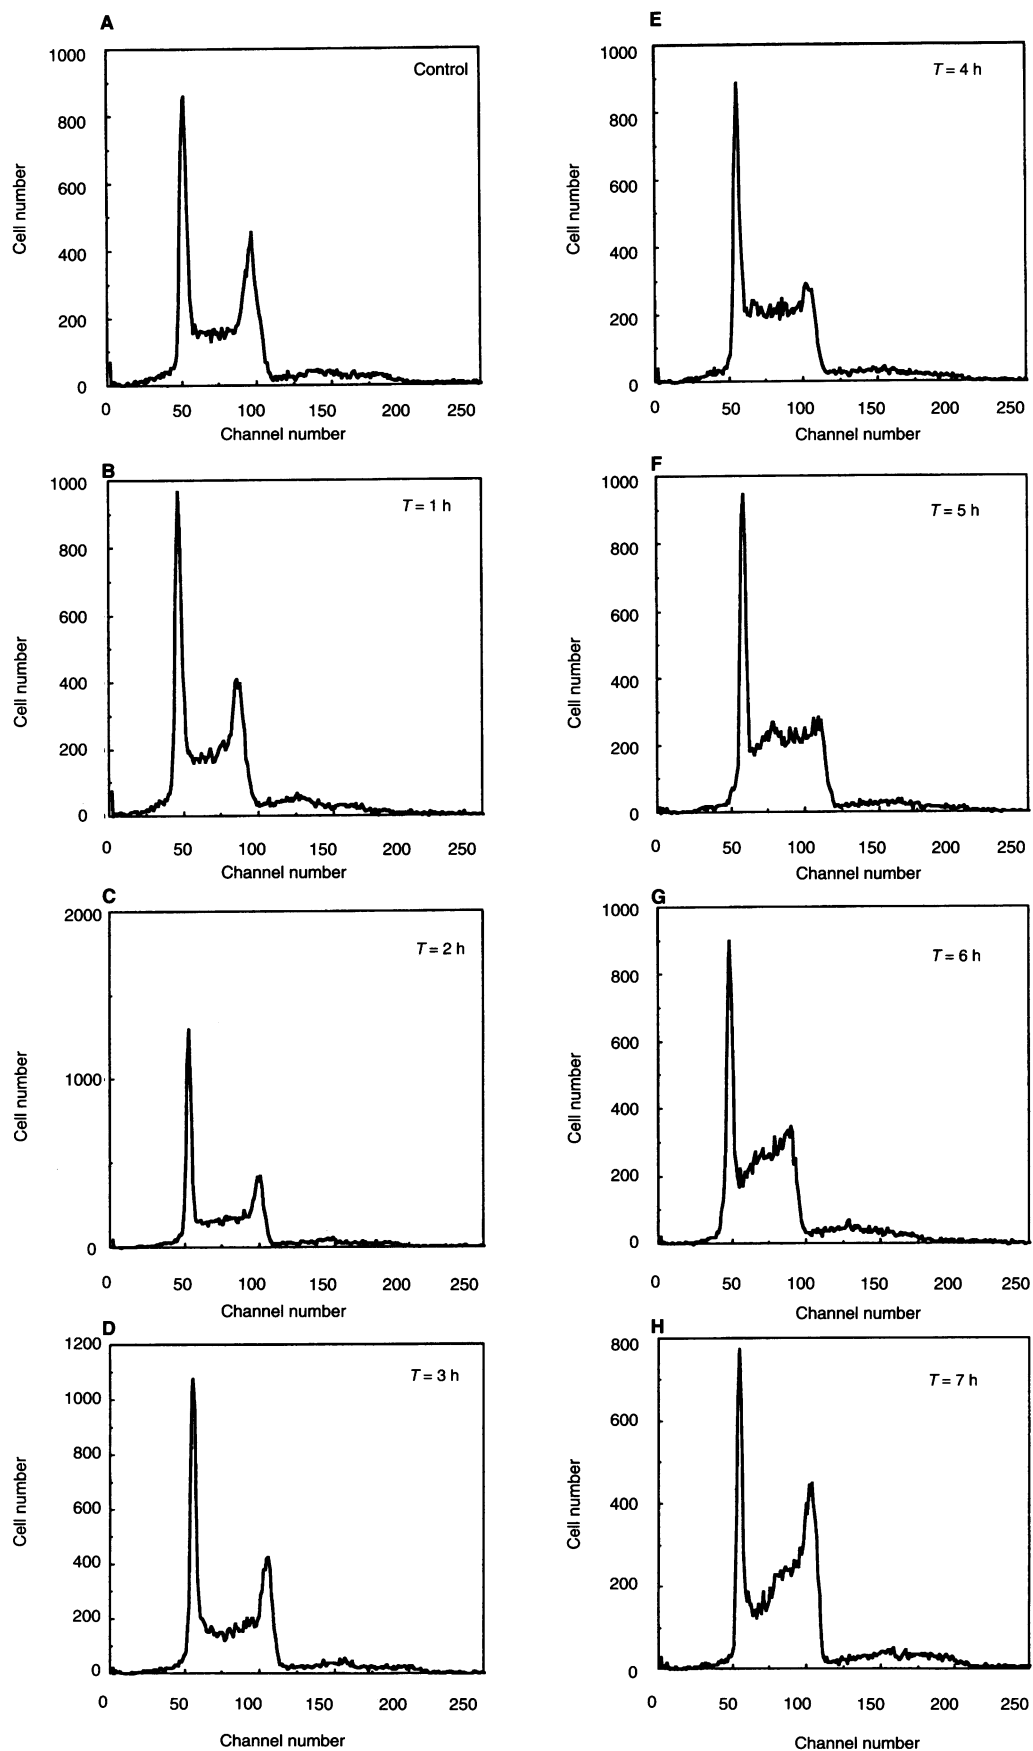 A
1000
Control
800
600
400
200
0
Cell number
0 50 100 150 200 250
Channel number
B
1000
T = 1 h
800
600
400
200
0
Cell number
0 50 100 150 200 250
Channel number
C
2000
T = 2 h
1000
0
Cell number
0 50 100 150 200 250
Channel number
D
1200
T = 3 h
1000
800
600
400
200
0
Cell number
0 50 100 150 200 250
Channel number
E
1000
T = 4 h
800
600
400
200
0
Cell number
0 50 100 150 200 250
Channel number
F
1000
T = 5 h
800
600
400
200
0
Cell number
0 50 100 150 200 250
Channel number
G
1000
T = 6 h
800
600
400
200
0
Cell number
0 50 100 150 200 250
Channel number
H
800
T = 7 h
600
400
200
0
Cell number
0 50 100 150 200 250
Channel number